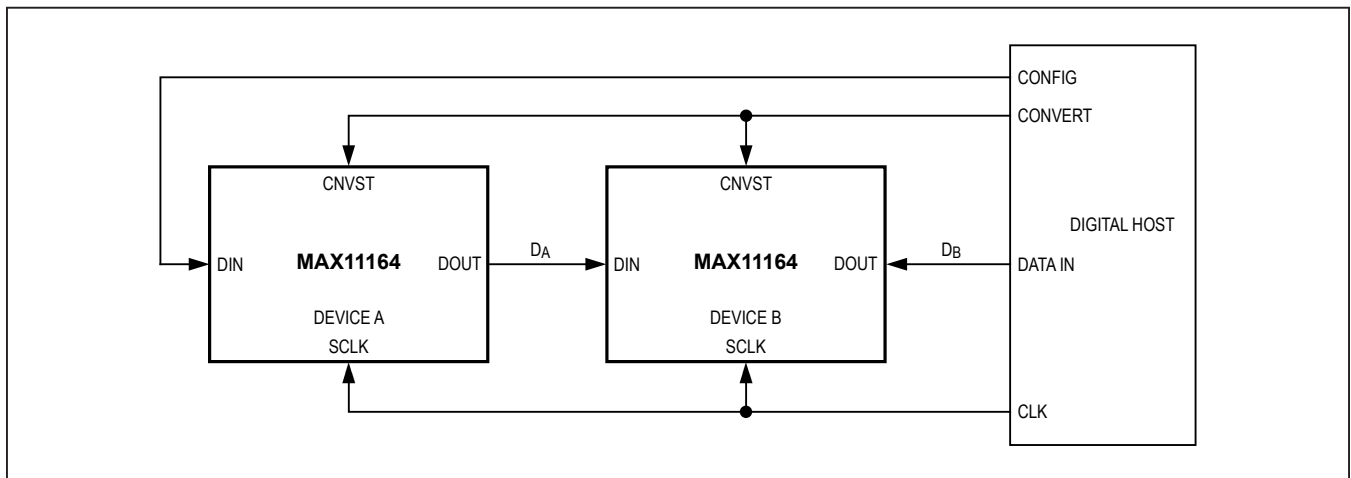 CONFIG
CONVERT
CNVST
CNVST
DIGITAL HOST
DIN
MAX11164
DOUT
DA
DIN
MAX11164
DOUT
DB
DATA IN
DEVICE A
DEVICE B
SCLK
SCLK
CLK